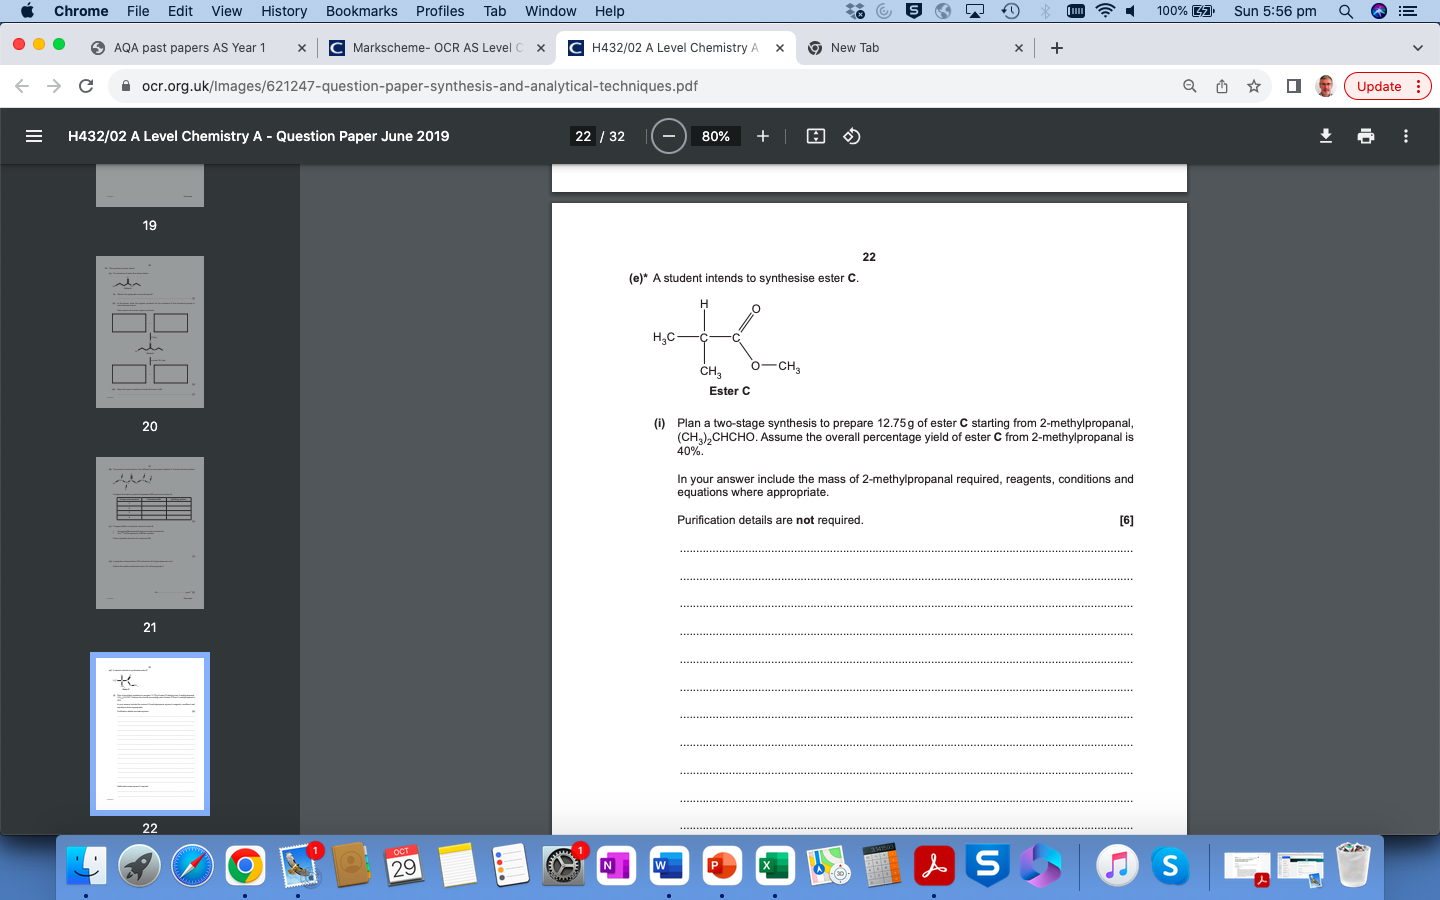 Chrome File Edit View History Bookmarks Profiles Tab Window Help 100% Sun 5:56 pm
AQA past papers AS Year 1 Markscheme- OCR AS Level C H432/02 A Level Chemistry A New Tab
ocr.org.uk/Images/621247-question-paper-synthesis-and-analytical-techniques.pdf Update
H432/02 A Level Chemistry A - Question Paper June 2019 22 / 32 80%
19
20
21
22
22
(e)* A student intends to synthesise ester C.
H
O
H₃C C C
CH₃ O CH₃
Ester C
(i) Plan a two-stage synthesis to prepare 12.75 g of ester C starting from 2-methylpropanal,
(CH₃)₂CHCHO. Assume the overall percentage yield of ester C from 2-methylpropanal is
40%.
In your answer include the mass of 2-methylpropanal required, reagents, conditions and
equations where appropriate.
Purification details are not required. [6]
1
OCT
29
1
N
W
P
X
3D
S
S